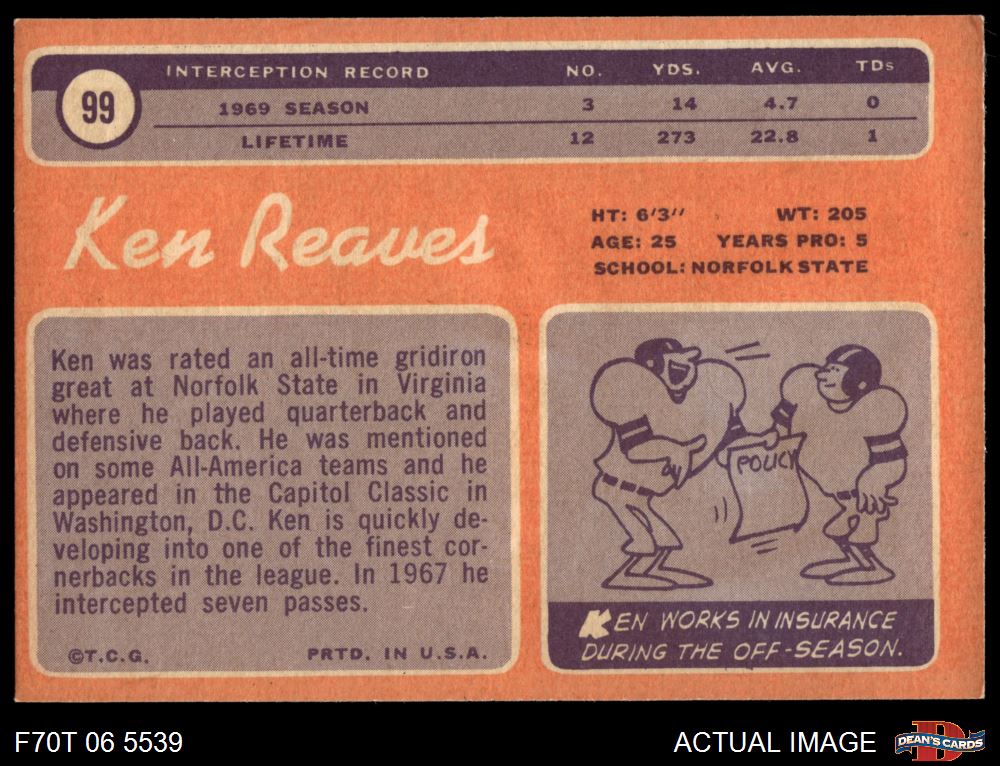 99
INTERCEPTION RECORD NO. YDS. AVG. TDs
1969 SEASON 3 14 4.7 0
LIFETIME 12 273 22.8 1
Ken Reaves
HT: 6'3'' WT: 205
AGE: 25 YEARS PRO: 5
SCHOOL: NORFOLK STATE
Ken was rated an all-time gridiron
great at Norfolk State in Virginia
where he played quarterback and
defensive back. He was mentioned
on some All-America teams and he
appeared in the Capitol Classic in
Washington, D.C. Ken is quickly de-
veloping into one of the finest cor-
nerbacks in the league. In 1967 he
intercepted seven passes.
©T.C.G. PRTD. IN U.S.A.
POLICY
KEN WORKS IN INSURANCE
DURING THE OFF-SEASON.
F70T 06 5539
ACTUAL IMAGE
DEAN'S CARDS